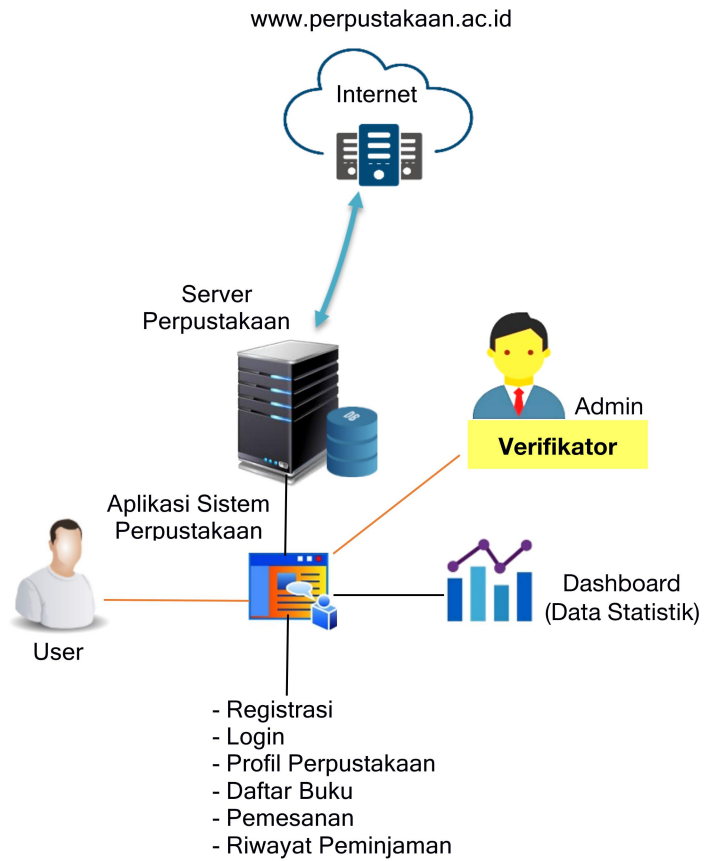 www.perpustakaan.ac.id
Internet
Server
Perpustakaan
DB
Admin
Verifikator
Aplikasi Sistem
Perpustakaan
Dashboard
(Data Statistik)
User
- Registrasi
- Login
- Profil Perpustakaan
- Daftar Buku
- Pemesanan
- Riwayat Peminjaman